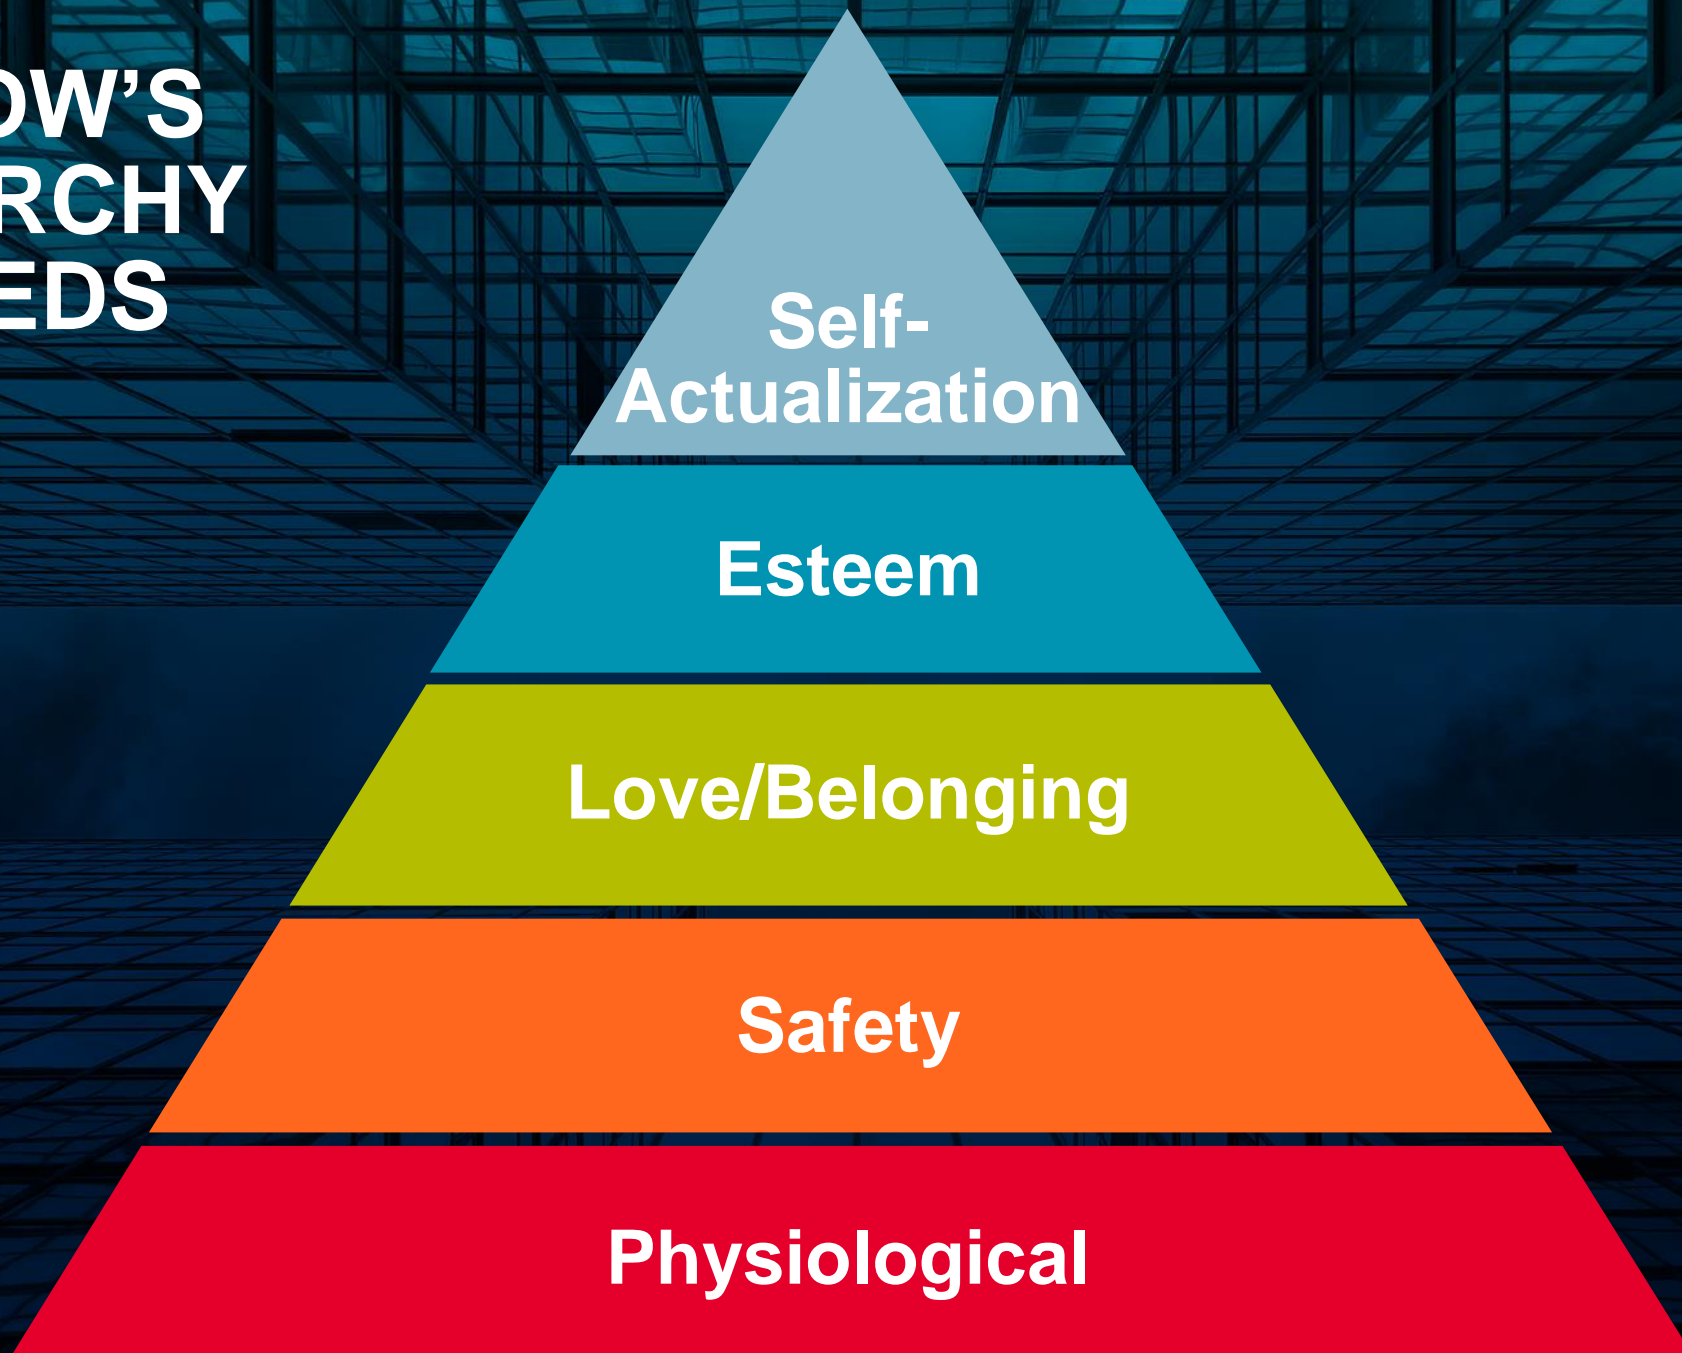 OW’S
RCHY
EDS
Self-
Actualization
Esteem
Love/Belonging
Safety
Physiological